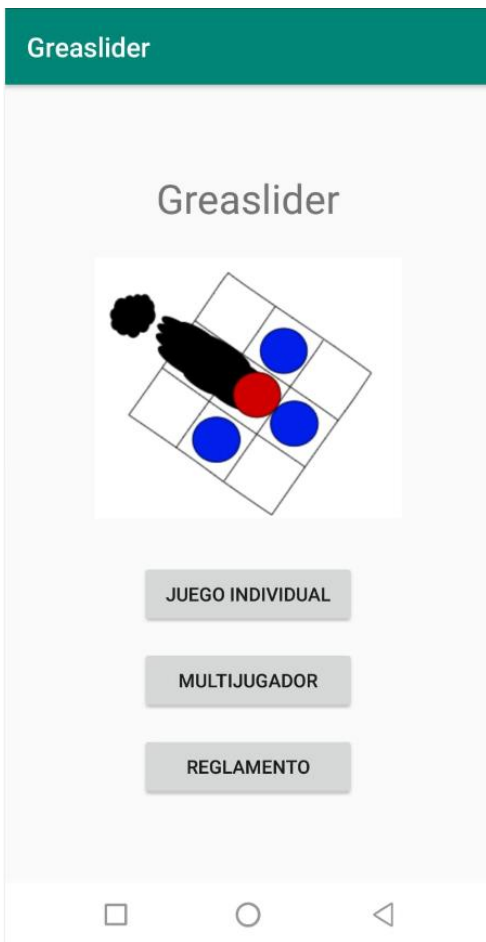 Greaslider
Greaslider
JUEGO INDIVIDUAL
MULTIJUGADOR
REGLAMENTO